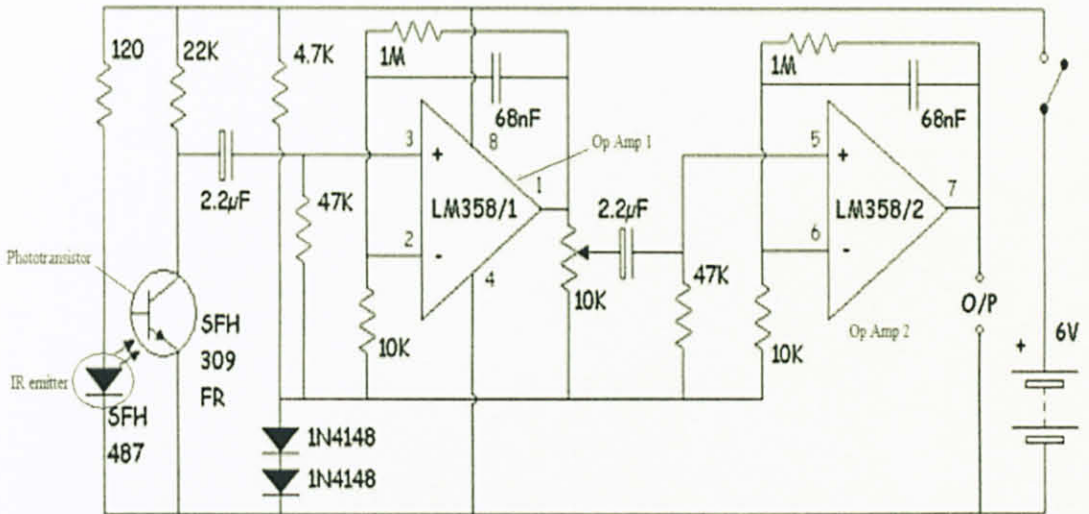 120
22K
4.7K
1M
68nF
3
+
8
Op Amp 1
1
LM358/1
2
-
4
2.2µF
47K
10K
10K
2.2µF
47K
1M
68nF
5
+
7
LM358/2
6
-
Op Amp 2
10K
O/P
6V
+
Phototransistor
SFH
309
FR
IR emitter
SFH
487
1N4148
1N4148